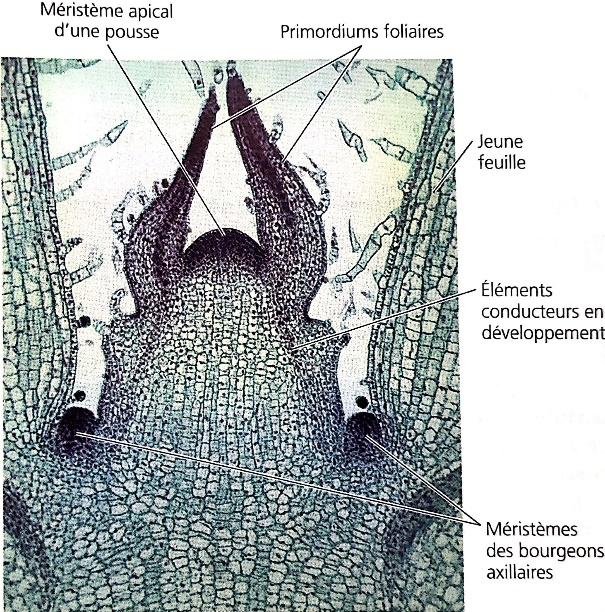 Méristème apical
d'une pousse
Primordiums foliaires
Jeune
feuille
Éléments
conducteurs en
développement
Méristèmes
des bourgeons
axillaires